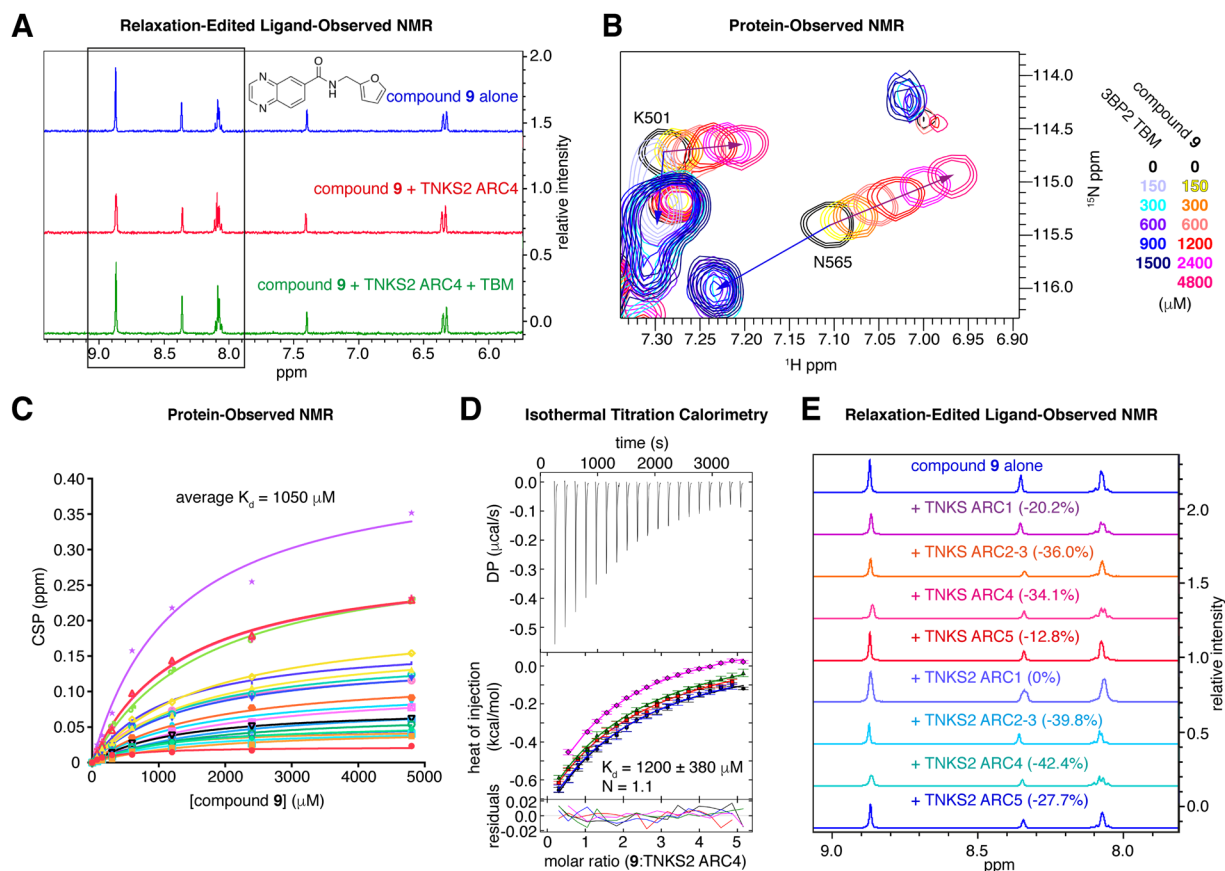 A
Relaxation-Edited Ligand-Observed NMR
N
N
O
N
H
O
compound 9 alone
compound 9 + TNKS2 ARC4
compound 9 + TNKS2 ARC4 + TBM
2.0
1.5
1.0
0.5
0.0
relative intensity
9.0 8.5 8.0 7.5 7.0 6.5 6.0
ppm
B
Protein-Observed NMR
K501
N565
114.0
114.5
115.0
115.5
116.0
15N ppm
7.30 7.25 7.20 7.15 7.10 7.05 7.00 6.95 6.90
1H ppm
3BP2 TBM
compound 9
0 0
150 150
300 300
600 600
900 1200
1500 2400
4800
(μM)
C
Protein-Observed NMR
average Kd = 1050 μM
0.40
0.35
0.30
0.25
0.20
0.15
0.10
0.05
0.00
CSP (ppm)
0 1000 2000 3000 4000 5000
[compound 9] (μM)
D
Isothermal Titration Calorimetry
time (s)
0 1000 2000 3000
0.0
-0.1
-0.2
-0.3
-0.4
-0.5
DP (μcal/s)
0.0
-0.2
-0.4
-0.6
heat of injection
(kcal/mol)
Kd = 1200 ± 380 μM
N = 1.1
0.02
0.00
-0.02
residuals
0 1 2 3 4 5
molar ratio (9:TNKS2 ARC4)
E
Relaxation-Edited Ligand-Observed NMR
compound 9 alone
+ TNKS ARC1 (-20.2%)
+ TNKS ARC2-3 (-36.0%)
+ TNKS ARC4 (-34.1%)
+ TNKS ARC5 (-12.8%)
+ TNKS2 ARC1 (0%)
+ TNKS2 ARC2-3 (-39.8%)
+ TNKS2 ARC4 (-42.4%)
+ TNKS2 ARC5 (-27.7%)
2.0
1.5
1.0
0.5
0.0
relative intensity
9.0 8.5 8.0
ppm